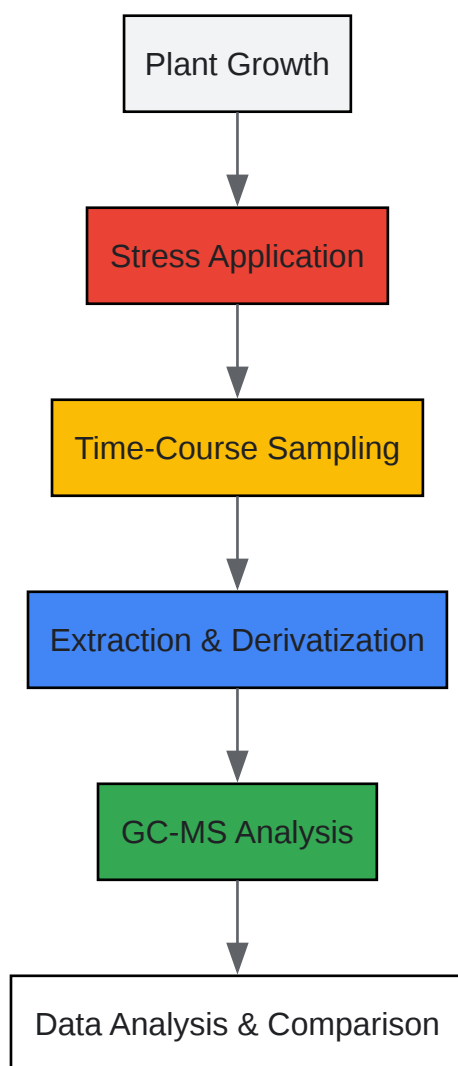 Plant Growth
Stress Application
Time-Course Sampling
Extraction & Derivatization
GC-MS Analysis
Data Analysis & Comparison